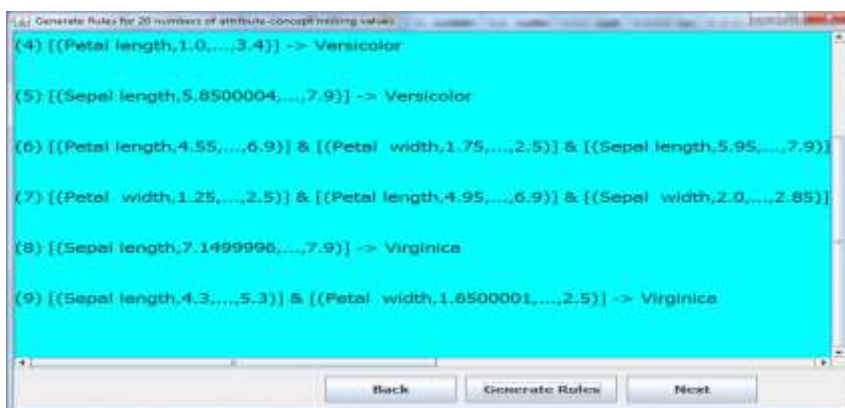 Generate Rules for 20 numbers of attribute-concept missing values
(4) [(Petal length,1.0,...,3.4)] -> Versicolor
(5) [(Sepal length,5.8500004,...,7.9)] -> Versicolor
(6) [(Petal length,4.55,...,6.9)] & [(Petal width,1.75,...,2.5)] & [(Sepal length,5.95,...,7.9)]
(7) [(Petal width,1.25,...,2.5)] & [(Petal length,4.95,...,6.9)] & [(Sepal width,2.0,...,2.85)]
(8) [(Sepal length,7.1499996,...,7.9)] -> Virginica
(9) [(Sepal length,4.3,...,5.3)] & [(Petal width,1.6500001,...,2.5)] -> Virginica
Back Generate Rules Next